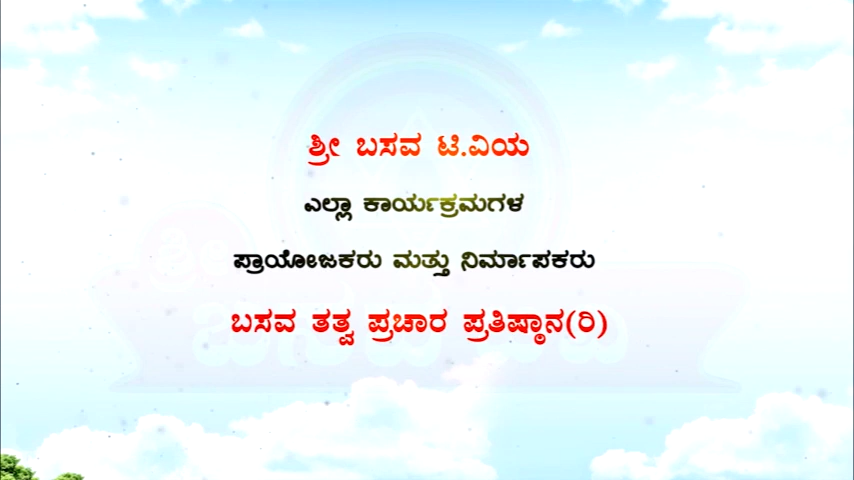 ಶ್ರೀ ಬಸವ ಟಿ.ವಿಯ
ಎಲ್ಲಾ ಕಾರ್ಯಕ್ರಮಗಳ
ಪ್ರಾಯೋಜಕರು ಮತ್ತು ನಿರ್ಮಾಪಕರು
ಬಸವ ತತ್ವ ಪ್ರಚಾರ ಪ್ರತಿಷ್ಠಾನ(ರಿ)